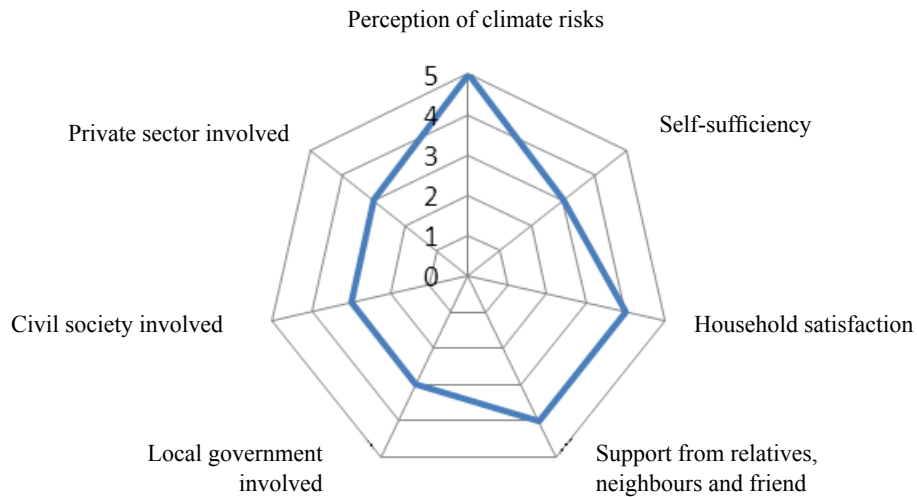 Perception of climate risks
5
4
3
2
1
0
Private sector involved
Self-sufficiency
Civil society involved
Household satisfaction
Local government
involved
Support from relatives,
neighbours and friend